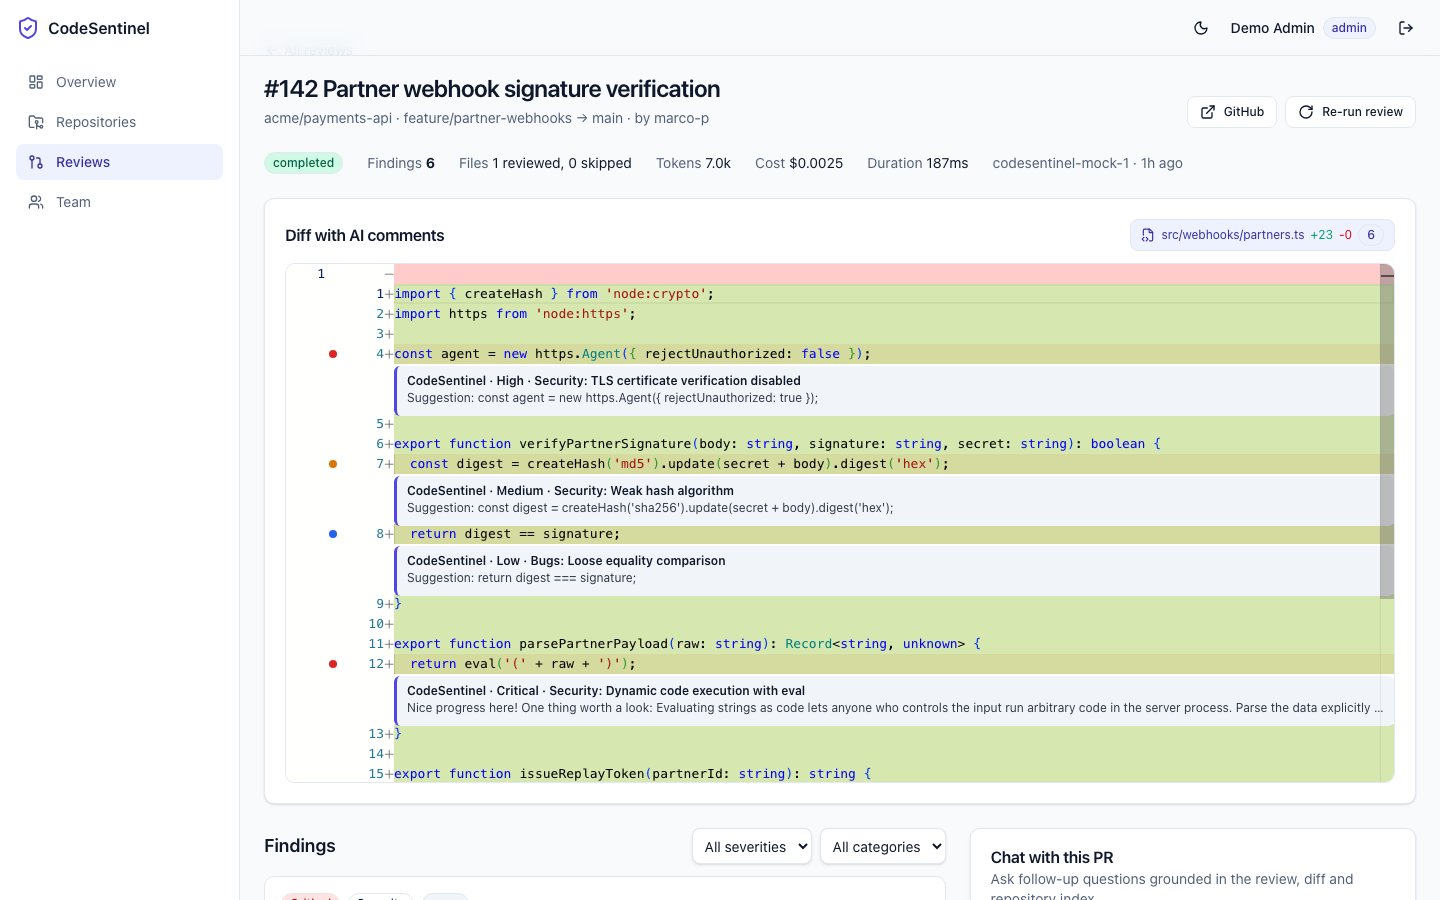 CodeSentinel
Demo Admin admin
Overview
Repositories
Reviews
Team
← All reviews
#142 Partner webhook signature verification
acme/payments-api · feature/partner-webhooks → main · by marco-p
GitHub
Re-run review
completed Findings 6 Files 1 reviewed, 0 skipped Tokens 7.0k Cost $0.0025 Duration 187ms codesentinel-mock-1 · 1h ago
Diff with AI comments
src/webhooks/partners.ts +23 -0 6
1 −
1+import { createHash } from 'node:crypto';
2+import https from 'node:https';
3+
4+const agent = new https.Agent({ rejectUnauthorized: false });
CodeSentinel · High · Security: TLS certificate verification disabled
Suggestion: const agent = new https.Agent({ rejectUnauthorized: true });
5+
6+export function verifyPartnerSignature(body: string, signature: string, secret: string): boolean {
7+  const digest = createHash('md5').update(secret + body).digest('hex');
CodeSentinel · Medium · Security: Weak hash algorithm
Suggestion: const digest = createHash('sha256').update(secret + body).digest('hex');
8+  return digest == signature;
CodeSentinel · Low · Bugs: Loose equality comparison
Suggestion: return digest === signature;
9+}
10+
11+export function parsePartnerPayload(raw: string): Record<string, unknown> {
12+  return eval('(' + raw + ')');
CodeSentinel · Critical · Security: Dynamic code execution with eval
Nice progress here! One thing worth a look: Evaluating strings as code lets anyone who controls the input run arbitrary code in the server process. Parse the data explicitly ...
13+}
14+
15+export function issueReplayToken(partnerId: string): string {
Findings
All severities
All categories
Chat with this PR
Ask follow-up questions grounded in the review, diff and
repository index.